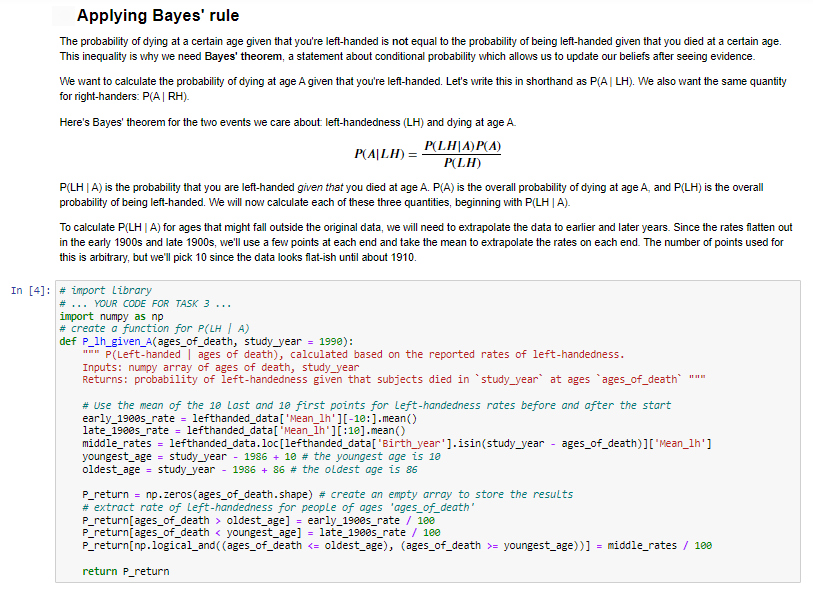 Applying Bayes' rule
The probability of dying at a certain age given that you're left-handed is not equal to the probability of being left-handed given that you died at a certain age.
This inequality is why we need Bayes' theorem, a statement about conditional probability which allows us to update our beliefs after seeing evidence.
We want to calculate the probability of dying at age A given that you're left-handed. Let's write this in shorthand as P(A | LH). We also want the same quantity
for right-handers: P(A | RH).
Here's Bayes' theorem for the two events we care about: left-handedness (LH) and dying at age A.
P(A|LH) = P(LH|A)P(A)
P(LH)
P(LH | A) is the probability that you are left-handed given that you died at age A. P(A) is the overall probability of dying at age A, and P(LH) is the overall
probability of being left-handed. We will now calculate each of these three quantities, beginning with P(LH | A).
To calculate P(LH | A) for ages that might fall outside the original data, we will need to extrapolate the data to earlier and later years. Since the rates flatten out
in the early 1900s and late 1900s, we'll use a few points at each end and take the mean to extrapolate the rates on each end. The number of points used for
this is arbitrary, but we'll pick 10 since the data looks flat-ish until about 1910.
In [4]: # import library
# ... YOUR CODE FOR TASK 3 ...
import numpy as np
# create a function for P(LH | A)
def P_lh_given_A(ages_of_death, study_year = 1990):
""" P(Left-handed | ages of death), calculated based on the reported rates of left-handedness.
Inputs: numpy array of ages of death, study_year
Returns: probability of left-handedness given that subjects died in `study_year` at ages `ages_of_death` """
# Use the mean of the 10 last and 10 first points for left-handedness rates before and after the start
early_1900s_rate = lefthanded_data['Mean_lh'][-10:].mean()
late_1900s_rate = lefthanded_data['Mean_lh'][:10].mean()
middle_rates = lefthanded_data.loc[lefthanded_data['Birth_year'].isin(study_year - ages_of_death)]['Mean_lh']
youngest_age = study_year - 1986 + 10 # the youngest age is 10
oldest_age = study_year - 1986 + 86 # the oldest age is 86
P_return = np.zeros(ages_of_death.shape) # create an empty array to store the results
# extract rate of left-handedness for people of ages 'ages_of_death'
P_return[ages_of_death > oldest_age] = early_1900s_rate / 100
P_return[ages_of_death < youngest_age] = late_1900s_rate / 100
P_return[np.logical_and((ages_of_death <= oldest_age), (ages_of_death >= youngest_age))] = middle_rates / 100
return P_return